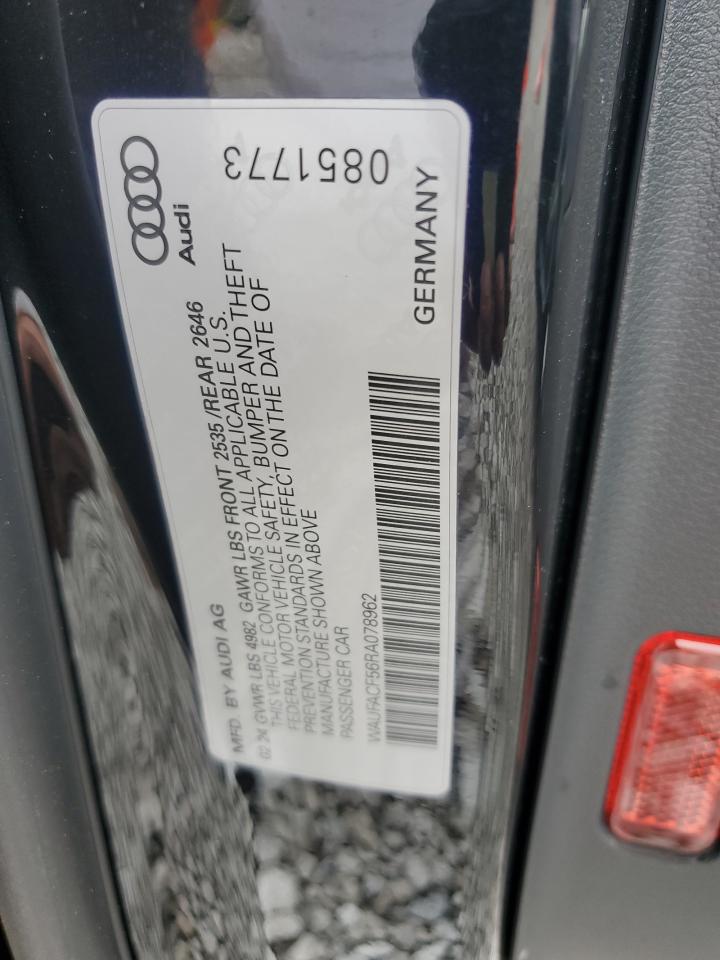 Audi
0851773
MFD. BY AUDI AG
02 24 GVWR LBS 4982 GAWR LBS FRONT 2535 /REAR 2646
THIS VEHICLE CONFORMS TO ALL APPLICABLE U.S.
FEDERAL MOTOR VEHICLE SAFETY, BUMPER AND THEFT
PREVENTION STANDARDS IN EFFECT ON THE DATE OF
MANUFACTURE SHOWN ABOVE
PASSENGER CAR
WAUFACF56RA078962
GERMANY